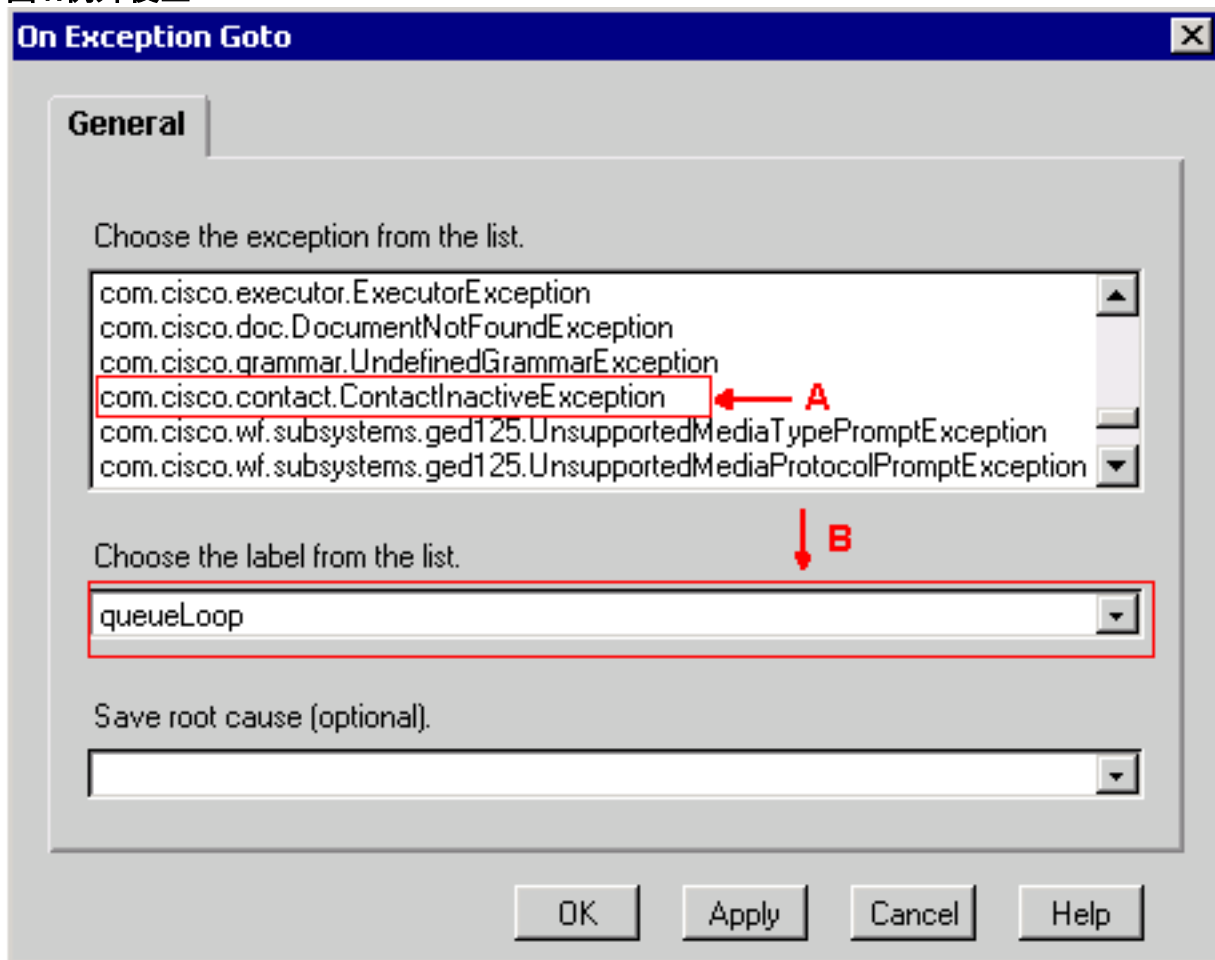 On Exception Goto
General
Choose the exception from the list.
com.cisco.executor.ExecutorException
com.cisco.doc.DocumentNotFoundException
com.cisco.grammar.UndefinedGrammarException
com.cisco.contact.ContactInactiveException
A
com.cisco.wf.subsystems.ged125.UnsupportedMediaTypePromptException
com.cisco.wf.subsystems.ged125.UnsupportedMediaProtocolPromptException
B
Choose the label from the list.
queueLoop
Save root cause (optional).
OK Apply Cancel Help